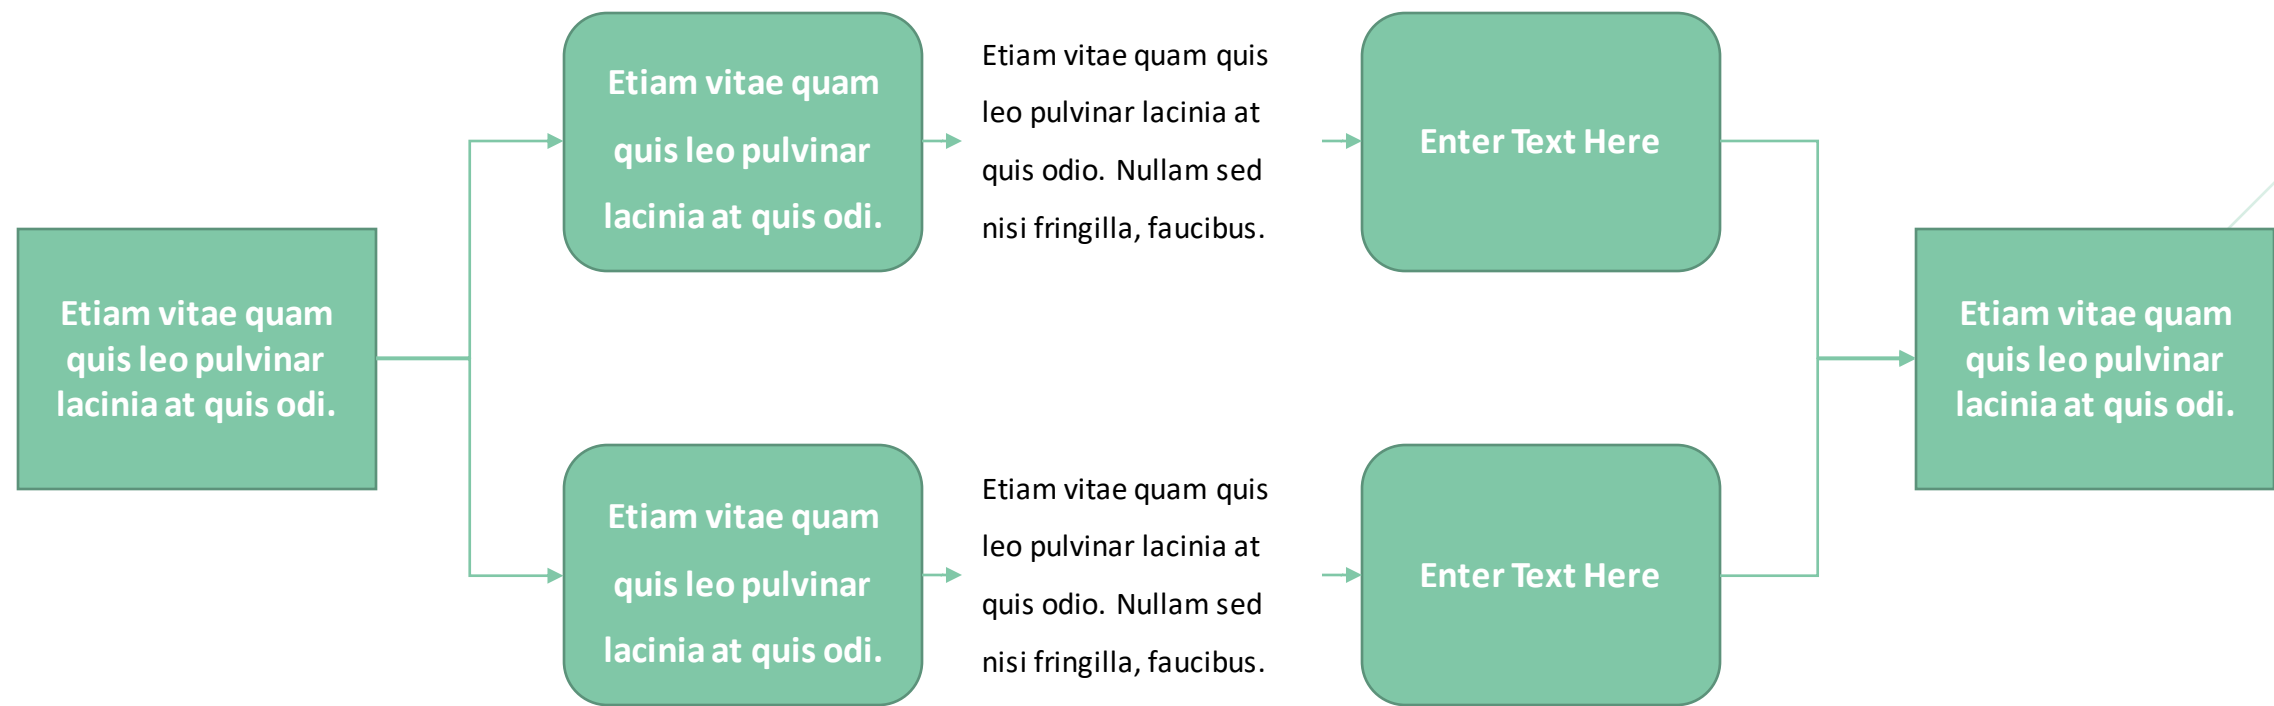 Etiam vitae quam
quis leo pulvinar
lacinia at quis odi.
Etiam vitae quam
quis leo pulvinar
lacinia at quis odi.
Etiam vitae quam quis
leo pulvinar lacinia at
quis odio. Nullam sed
nisi fringilla, faucibus.
Enter Text Here
Etiam vitae quam
quis leo pulvinar
lacinia at quis odi.
Etiam vitae quam quis
leo pulvinar lacinia at
quis odio. Nullam sed
nisi fringilla, faucibus.
Enter Text Here
Etiam vitae quam
quis leo pulvinar
lacinia at quis odi.